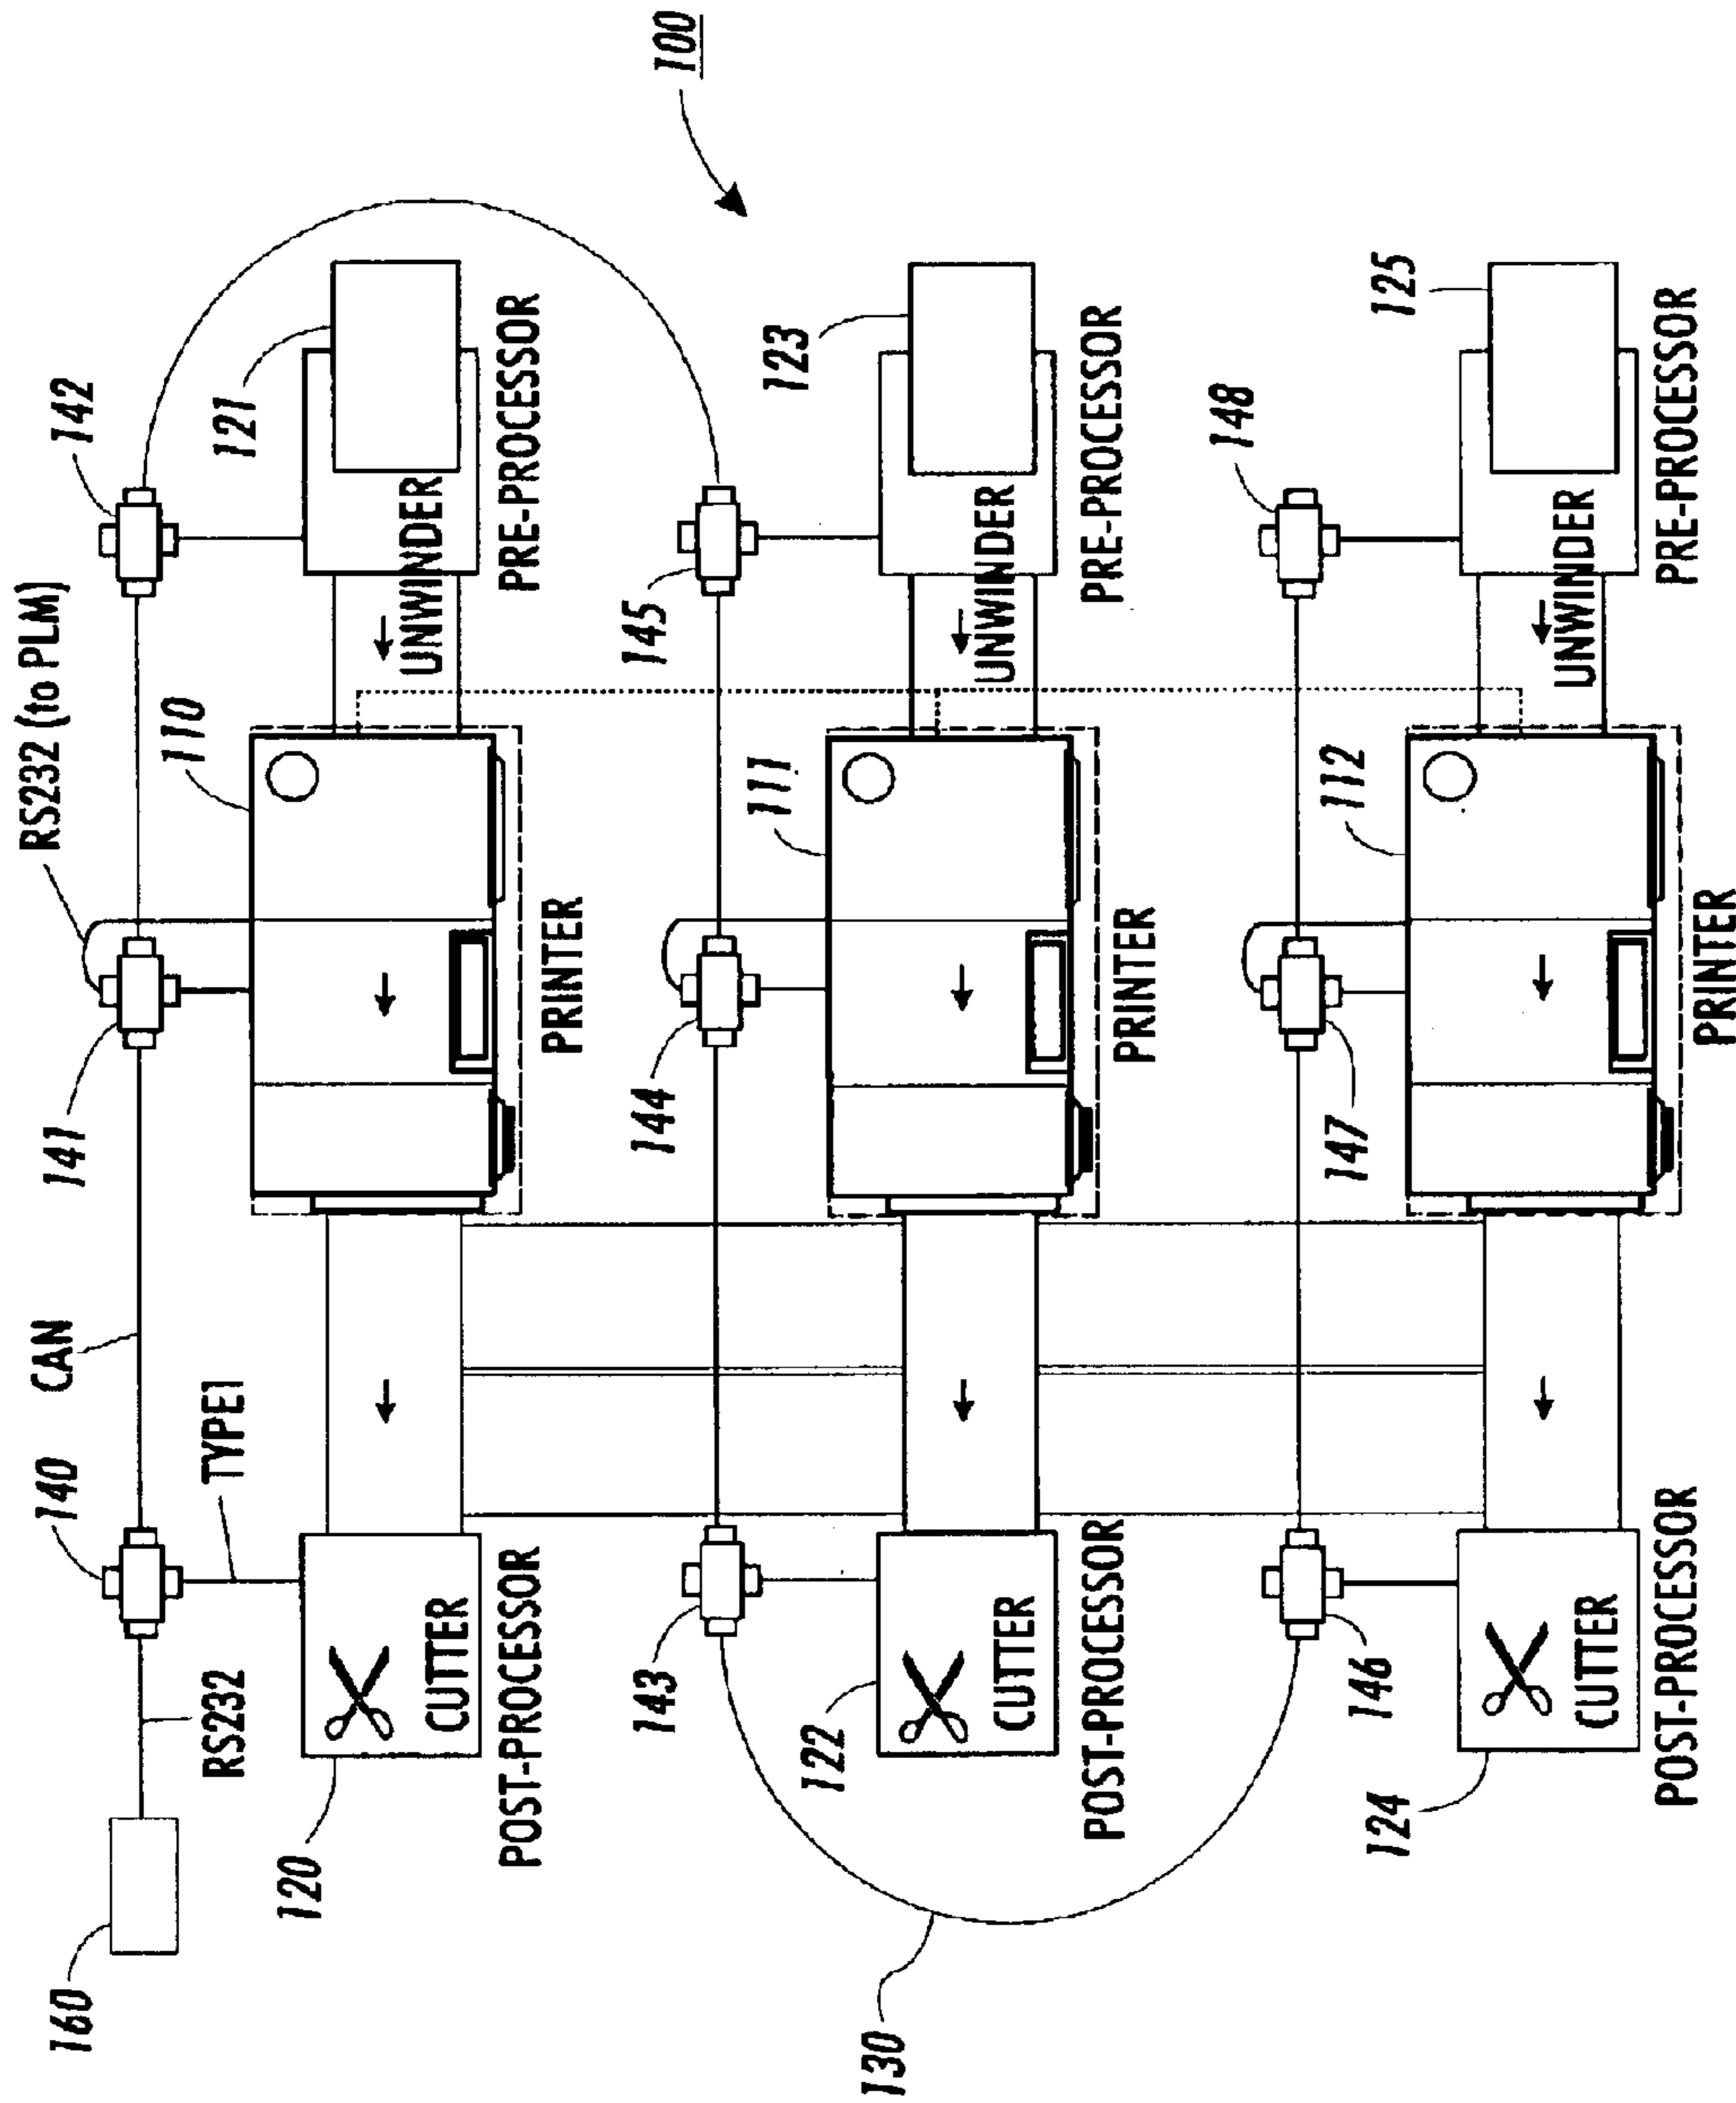 100
RS232 (to PLM)
142
110
141
CAN
140
TYPE1
RS232
160
121
UNWINDER
PRE-PROCESSOR
PRINTER
CUTTER
120
POST-PROCESSOR
145
111
144
143
123
UNWINDER
PRE-PROCESSOR
PRINTER
122
CUTTER
POST-PROCESSOR
130
148
112
147
146
125
UNWINDER
PRE-PROCESSOR
PRINTER
CUTTER
124
POST-PROCESSOR